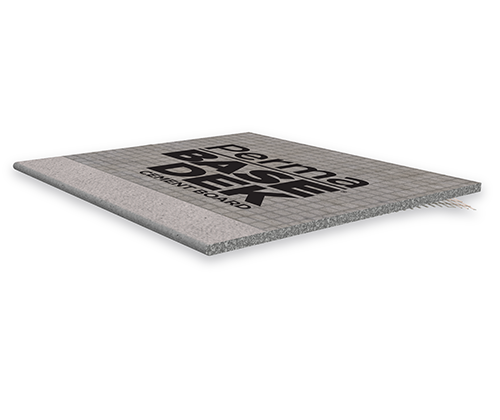 Perma
BASE
DEK
CEMENT BOARD